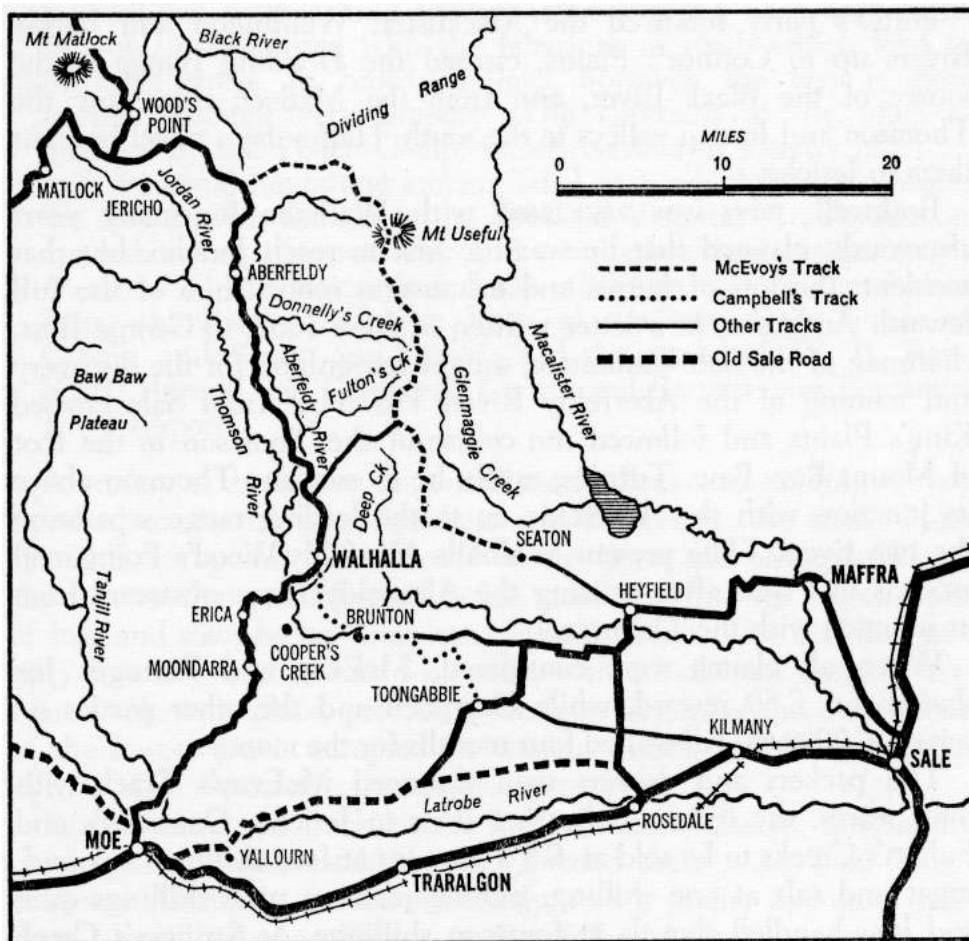 Mt Matlock
Black River
Dividing Range
WOOD'S
POINT
MILES
0 10 20
MATLOCK
JERICHO
Jordan River
Mt Useful
McEvoy's Track
Campbell's Track
Other Tracks
Old Sale Road
ABERFELDY
Donnelly's Creek
Aberfeldy River
Fulton's Ck
Glenmaggie Creek
Macallister River
Baw Baw
Plateau
Thomson River
Deep Ck
SEATON
WALHALLA
HEYFIELD
MAFFRA
Tanjil River
ERICA
BRUNTON
COOPER'S
CREEK
MOONDARRA
TOONGABBIE
KILMANY
SALE
Latrobe River
ROSEDALE
MOE
YALLOURN
TRARALGON